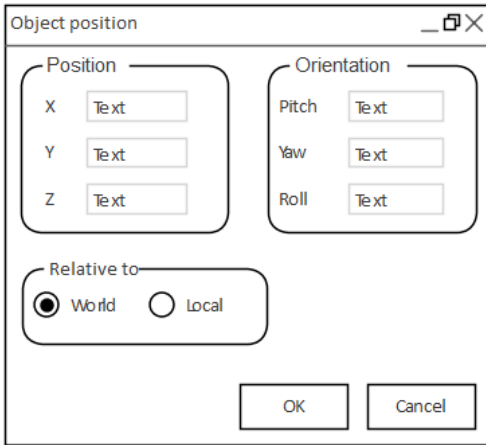 Object position
Position
X Text
Y Text
Z Text
Orientation
Pitch Text
Yaw Text
Roll Text
Relative to
World Local
OK Cancel